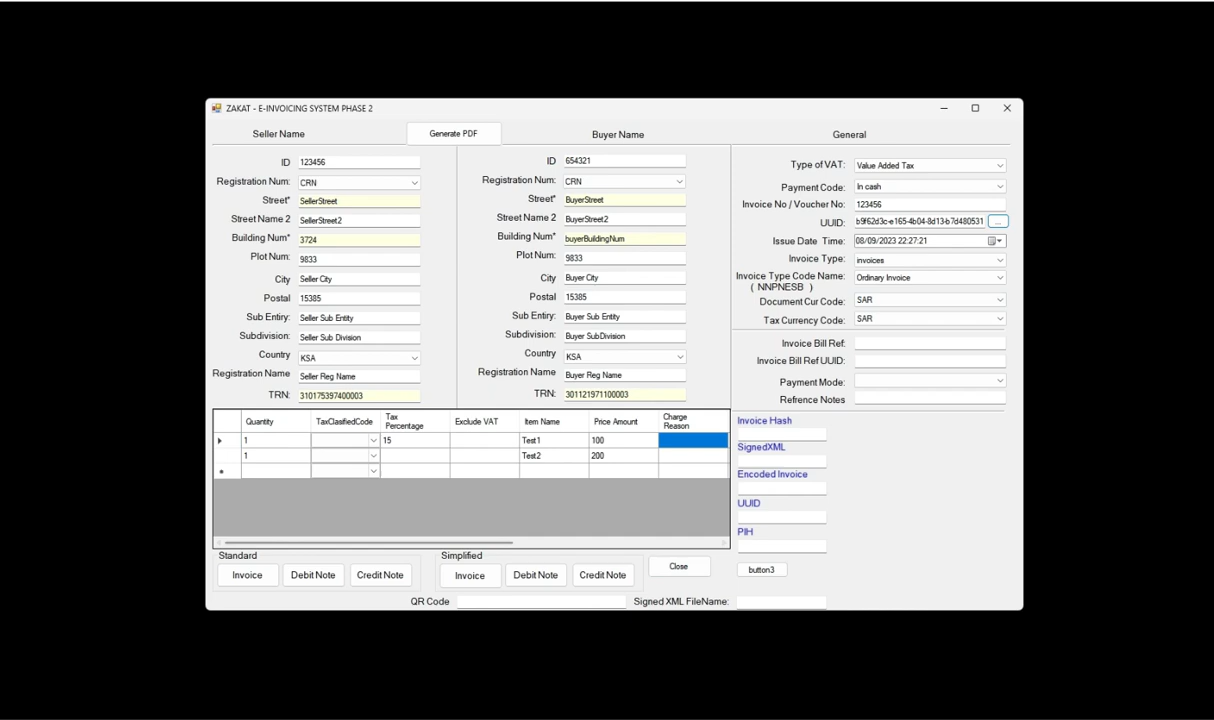 ZAKAT - E-INVOICING SYSTEM PHASE 2
Seller Name
Generate PDF
Buyer Name
General
ID 123456
Registration Num: CRN
Street* SellerStreet
Street Name 2 SellerStreet2
Building Num* 3724
Plot Num: 9833
City Seller City
Postal 15385
Sub Entiry: Seller Sub Entity
Subdivision: Seller Sub Division
Country KSA
Registration Name Seller Reg Name
TRN: 310175397400003
ID 654321
Registration Num: CRN
Street* BuyerStreet
Street Name 2 BuyerStreet2
Building Num* buyerBuildingNum
Plot Num: 9833
City Buyer City
Postal 15385
Sub Entiry: Buyer Sub Entity
Subdivision: Buyer SubDivision
Country KSA
Registration Name Buyer Reg Name
TRN: 301121971100003
Type of VAT: Value Added Tax
Payment Code: In cash
Invoice No / Voucher No: 123456
UUID: b9f62d3c-e165-4b04-8d13-b7d480531 ...
Issue Date Time: 08/09/2023 22:27:21
Invoice Type: invoices
Invoice Type Code Name: Ordinary Invoice
( NNPNESB )
Document Cur Code: SAR
Tax Currency Code: SAR
Invoice Bill Ref:
Invoice Bill Ref UUID:
Payment Mode:
Refrence Notes
Quantity TaxClasfiedCode Tax Percentage Exclude VAT Item Name Price Amount Charge Reason
1 15 Test1 100
1 Test2 200
Invoice Hash
SignedXML
Encoded Invoice
UUID
PIH
button3
Standard
Invoice Debit Note Credit Note
Simplified
Invoice Debit Note Credit Note
Close
QR Code
Signed XML FileName: